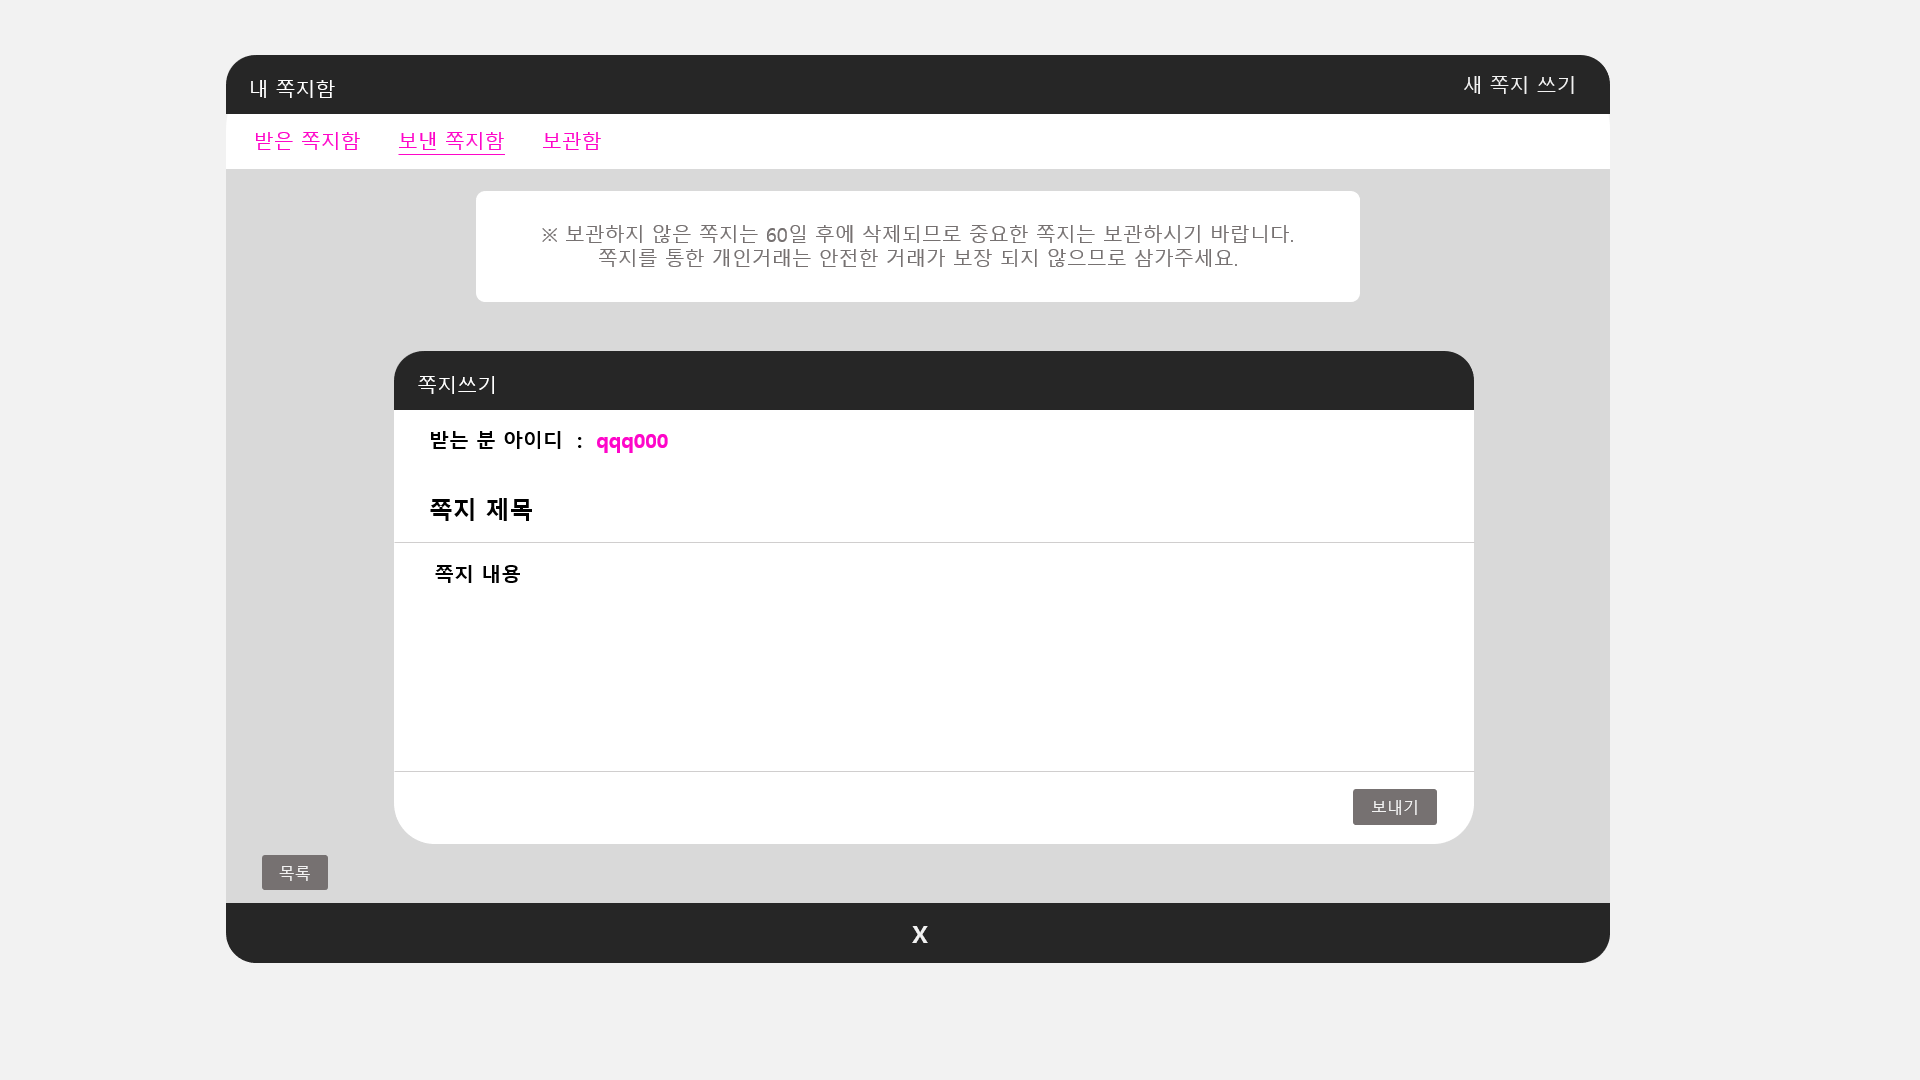 내 쪽지함
새 쪽지 쓰기
받은 쪽지함 보낸 쪽지함 보관함
※ 보관하지 않은 쪽지는 60일 후에 삭제되므로 중요한 쪽지는 보관하시기 바랍니다.
쪽지를 통한 개인거래는 안전한 거래가 보장 되지 않으므로 삼가주세요.
쪽지쓰기
받는 분 아이디 : qqq000
쪽지 제목
쪽지 내용
보내기
목록
X